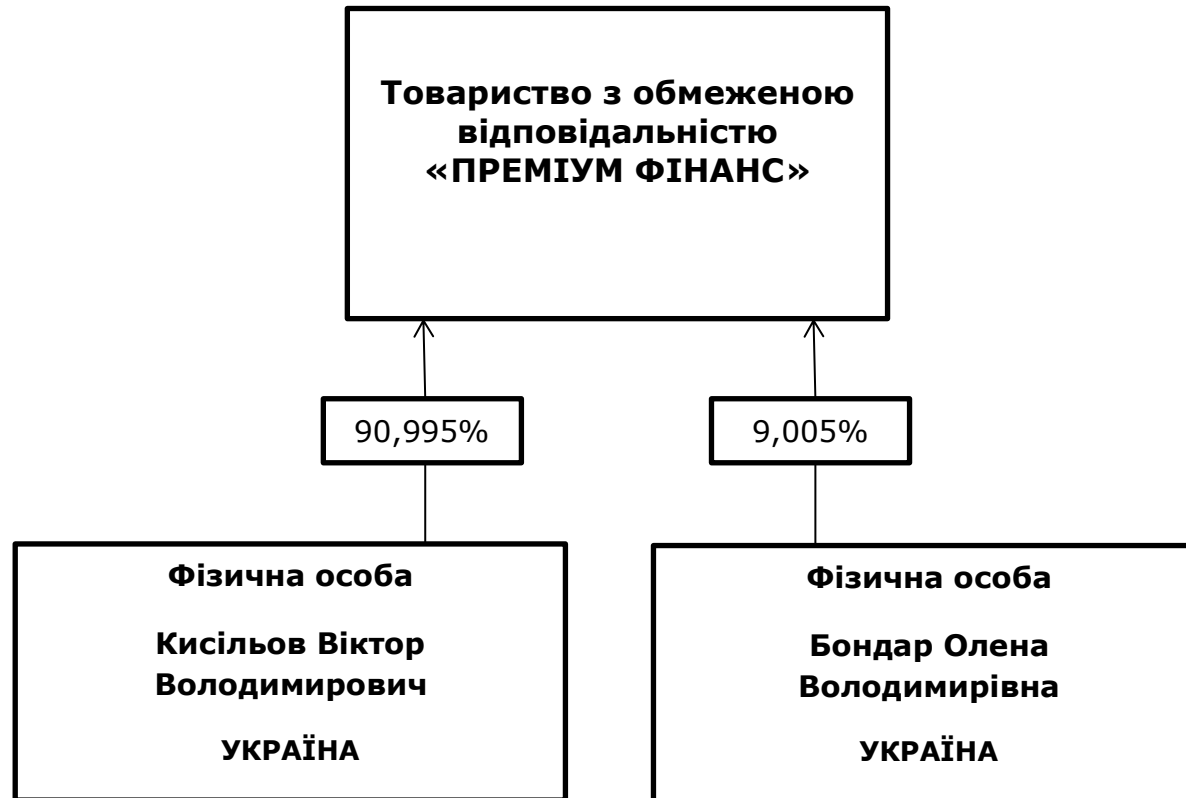 Товариство з обмеженою
відповідальністю
«ПРЕМІУМ ФІНАНС»
90,995%
9,005%
Фізична особа
Кисільов Віктор
Володимирович
УКРАЇНА
Фізична особа
Бондар Олена
Володимирівна
УКРАЇНА